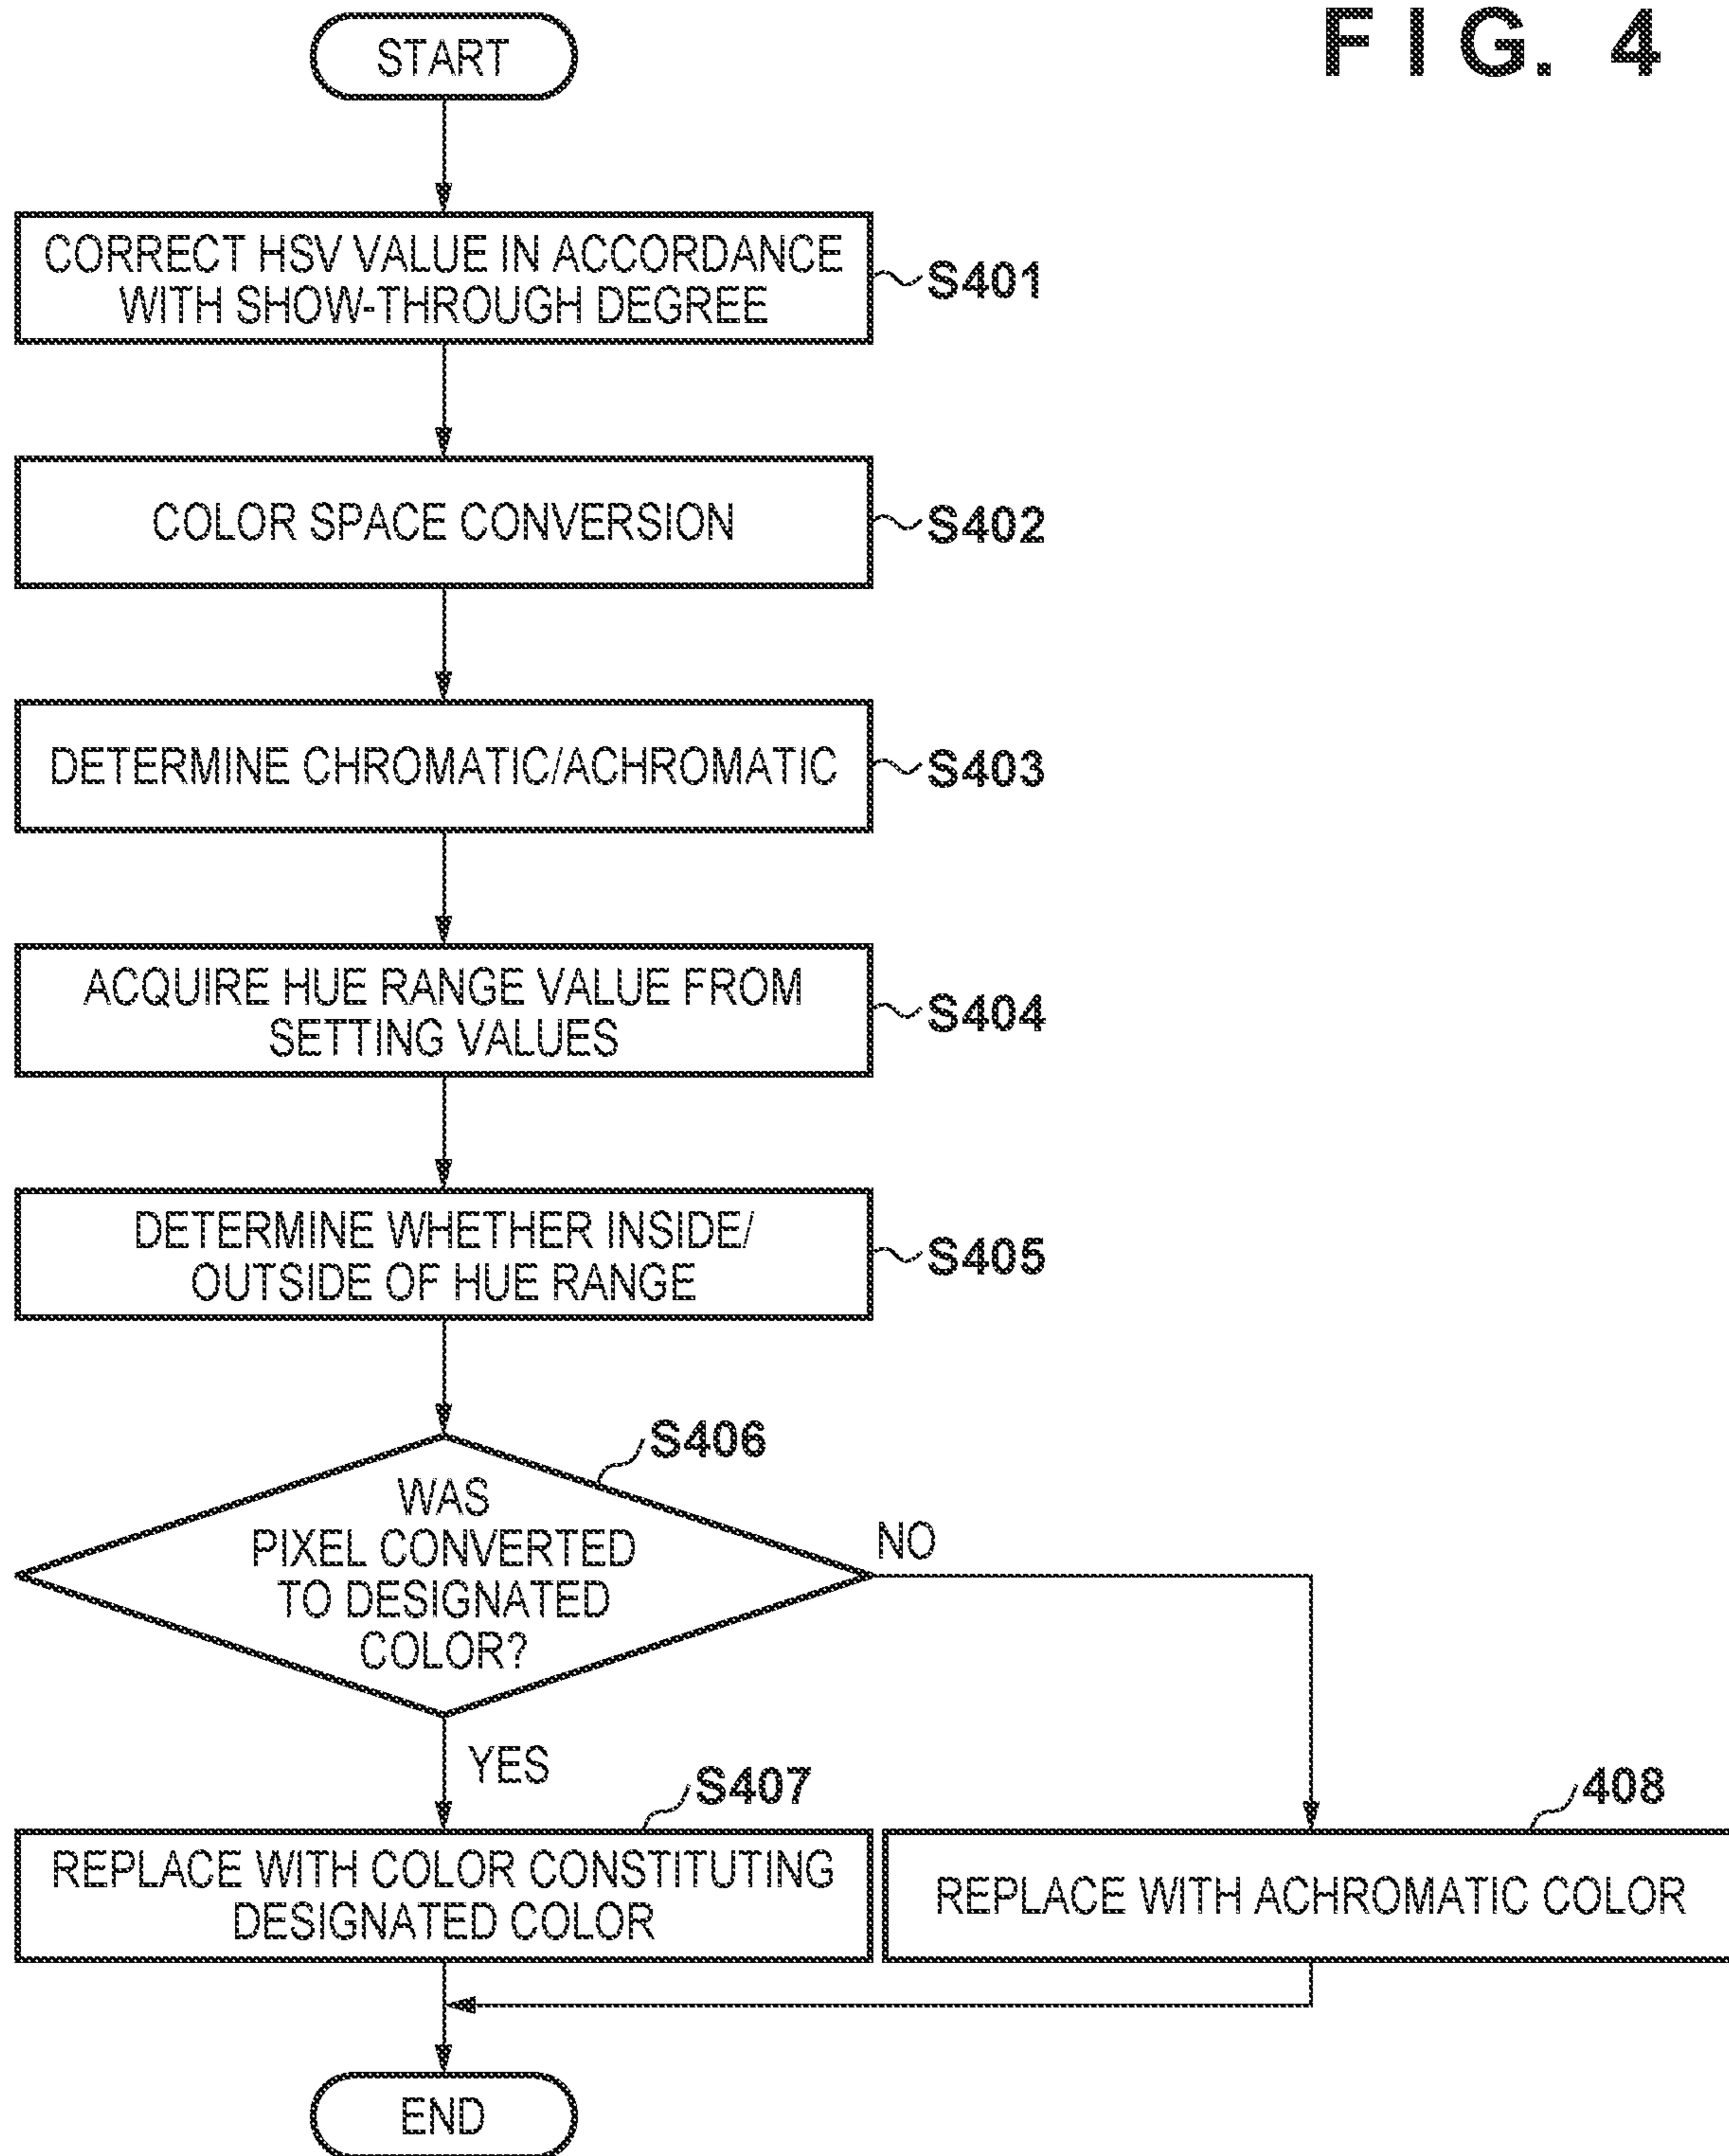 FIG. 4
START
CORRECT HSV VALUE IN ACCORDANCE
WITH SHOW-THROUGH DEGREE
S401
COLOR SPACE CONVERSION
S402
DETERMINE CHROMATIC/ACHROMATIC
S403
ACQUIRE HUE RANGE VALUE FROM
SETTING VALUES
S404
DETERMINE WHETHER INSIDE/
OUTSIDE OF HUE RANGE
S405
S406
WAS
PIXEL CONVERTED
TO DESIGNATED
COLOR?
NO
YES
S407
REPLACE WITH COLOR CONSTITUTING
DESIGNATED COLOR
408
REPLACE WITH ACHROMATIC COLOR
END